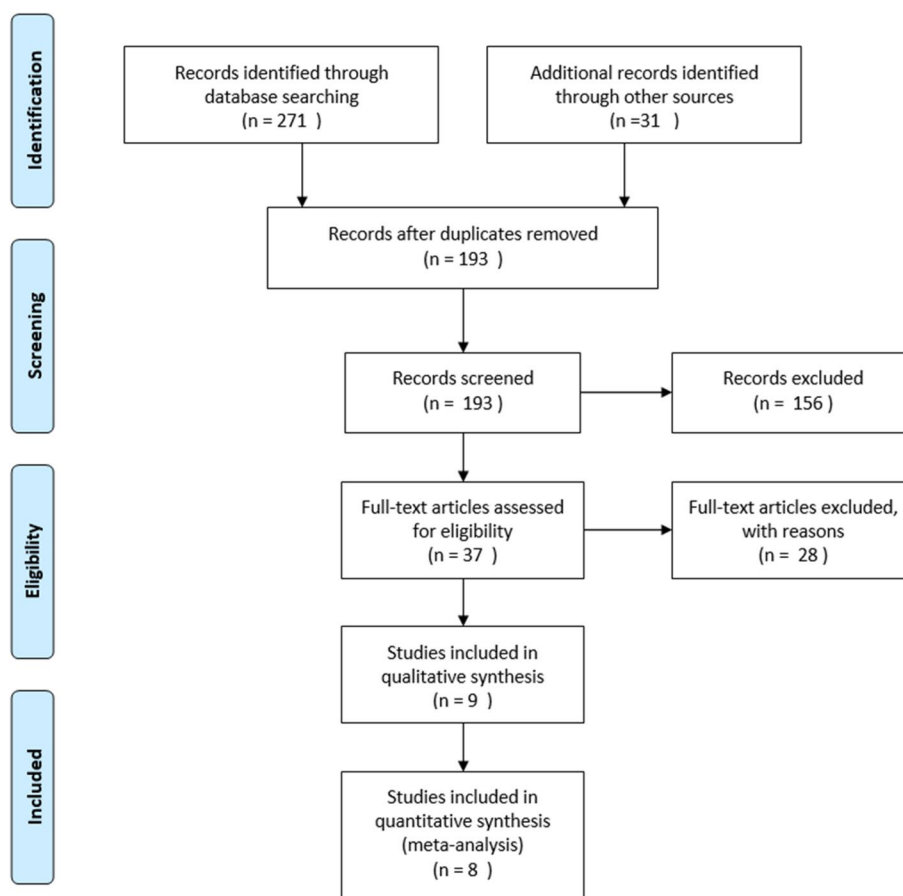 Identification
Records identified through
database searching
(n = 271 )
Additional records identified
through other sources
(n =31 )
Records after duplicates removed
(n = 193 )
Screening
Records screened
(n = 193 )
Records excluded
(n = 156 )
Eligibility
Full-text articles assessed
for eligibility
(n = 37 )
Full-text articles excluded,
with reasons
(n = 28 )
Studies included in
qualitative synthesis
(n = 9 )
Included
Studies included in
quantitative synthesis
(meta-analysis)
(n = 8 )